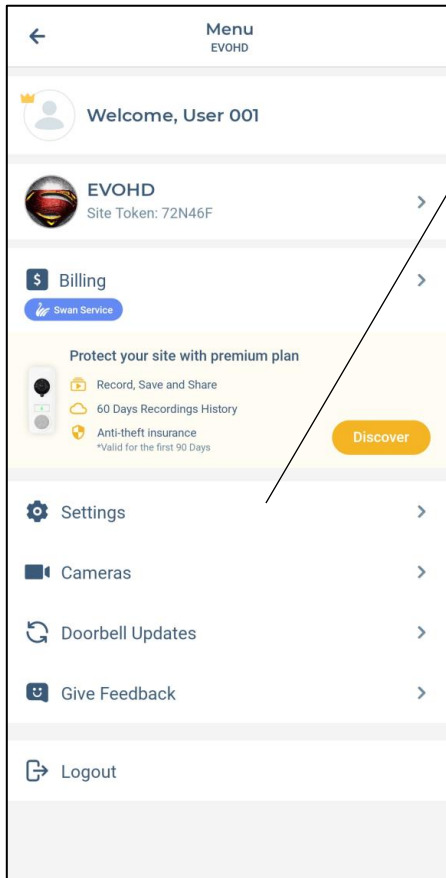 Menu
EVOHD
Welcome, User 001
EVOHD
Site Token: 72N46F
$ Billing
Swan Service
Protect your site with premium plan
Record, Save and Share
60 Days Recordings History
Anti-theft insurance
*Valid for the first 90 Days
Discover
Settings
Cameras
Doorbell Updates
Give Feedback
Logout